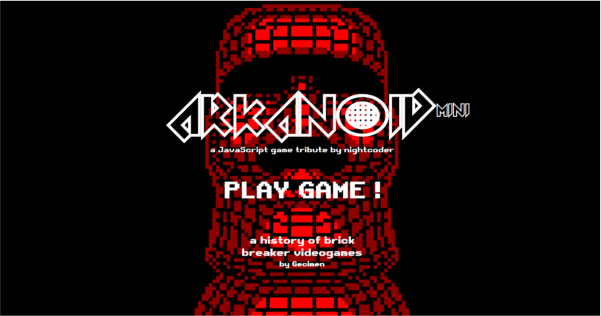 ARKANOID MINI
a JavaScript game tribute by nightcoder
PLAY GAME !
a history of brick
breaker videogames
by Gecimen